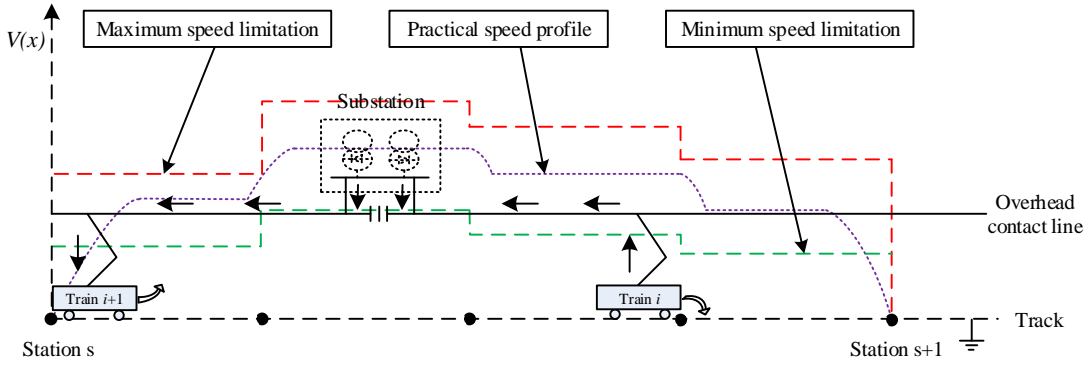 V(x)
Maximum speed limitation
Practical speed profile
Minimum speed limitation
Substation
Overhead
contact line
Train i+1
Train i
Track
Station s
Station s+1